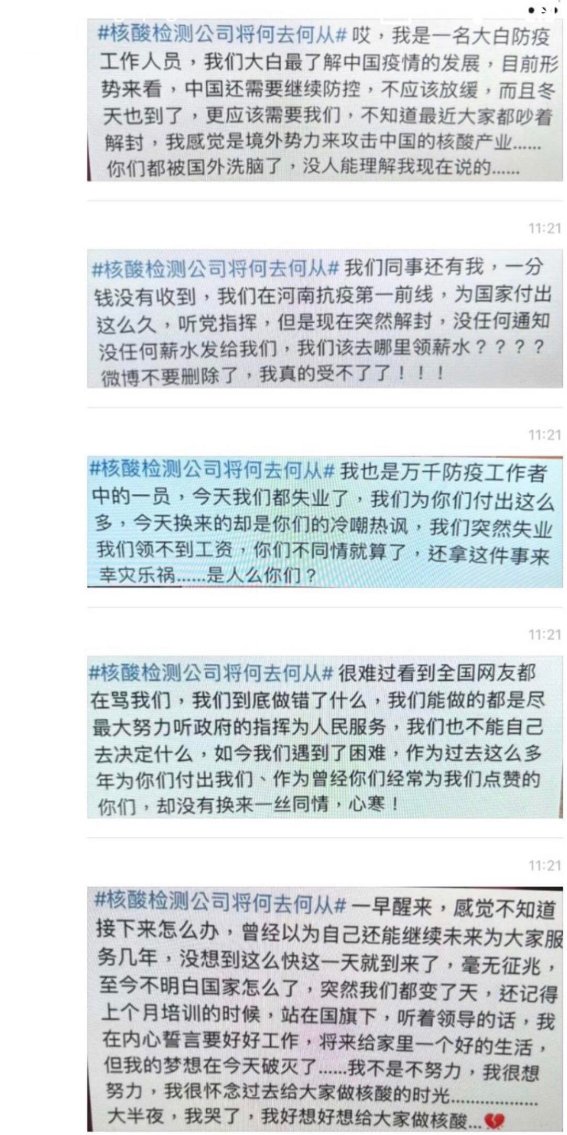 #核酸检测公司将何去何从# 哎，我是一名大白防疫
工作人员，我们大白最了解中国疫情的发展，目前形
势来看，中国还需要继续防控，不应该放缓，而且冬
天也到了，更应该需要我们，不知道最近大家都吵着
解封，我感觉是境外势力来攻击中国的核酸产业......
你们都被国外洗脑了，没人能理解我现在说的......
11:21
#核酸检测公司将何去何从# 我们同事还有我，一分
钱没有收到，我们在河南抗疫第一前线，为国家付出
这么久，听党指挥，但是现在突然解封，没任何通知
没任何薪水发给我们，我们该去哪里领薪水？？？？
微博不要删除了，我真的受不了了！！！
11:21
#核酸检测公司将何去何从# 我也是万千防疫工作者
中的一员，今天我们都失业了，我们为你们付出这么
多，今天换来的却是你们的冷嘲热讽，我们突然失业
我们领不到工资，你们不同情就算了，还拿这件事来
幸灾乐祸......是人么你们？
11:21
#核酸检测公司将何去何从# 很难过看到全国网友都
在骂我们，我们到底做错了什么，我们能做的都是尽
最大努力听政府的指挥为人民服务，我们也不能自己
去决定什么，如今我们遇到了困难，作为过去这么多
年为你们付出我们、作为曾经你们经常为我们点赞的
你们，却没有换来一丝同情，心寒！
11:21
#核酸检测公司将何去何从# 一早醒来，感觉不知道
接下来怎么办，曾经以为自己还能继续未来为大家服
务几年，没想到这么快这一天就到来了，毫无征兆，
至今不明白国家怎么了，突然我们都变了天，还记得
上个月培训的时候，站在国旗下，听着领导的话，我
在内心誓言要好好工作，将来给家里一个好的生活，
但我的梦想在今天破灭了......我不是不努力，我很想
努力，我很怀念过去给大家做核酸的时光..................
大半夜，我哭了，我好想好想给大家做核酸...💔